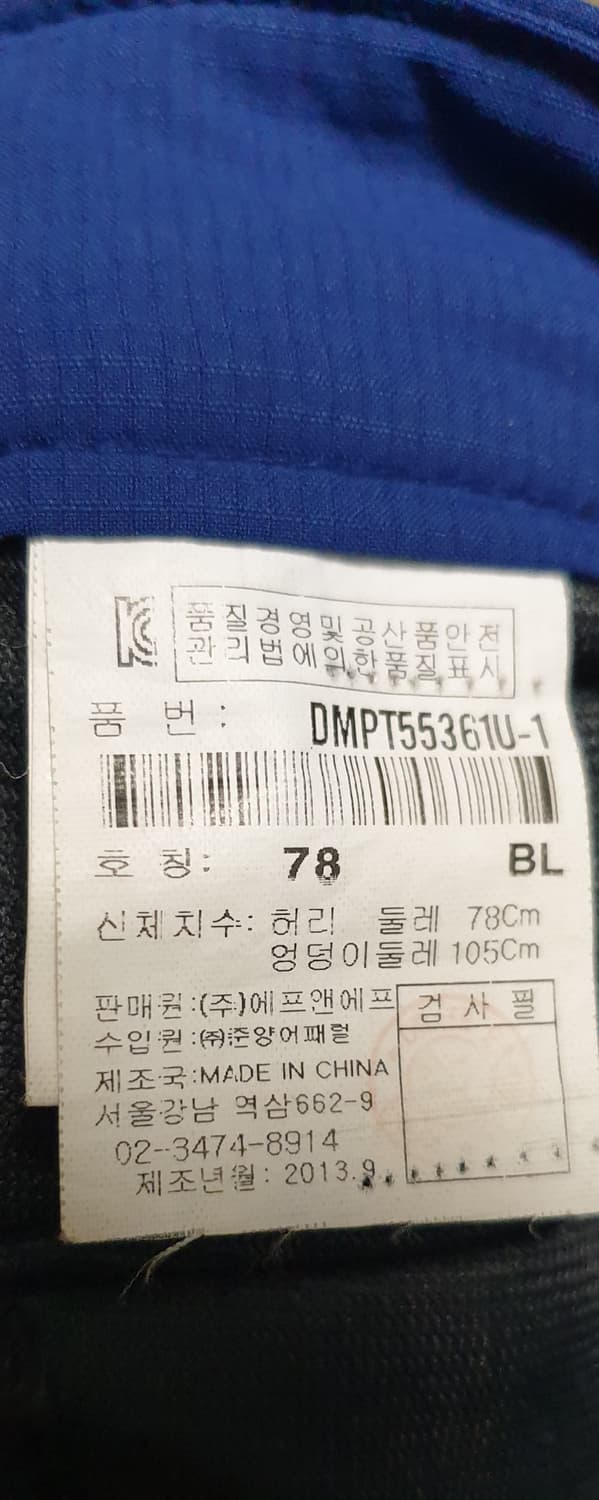 품질경영및공산품안전
관리법에의한품질표시
품 번 : DMPT55361U-1
호 칭: 78 BL
신체치수: 허리 둘레 78Cm
엉덩이둘레 105Cm
판매원:(주)에프앤에프
검 사 필
수입원:㈜준양어패럴
제조국:MADE IN CHINA
서울강남 역삼662-9
02-3474-8914
제조년월: 2013.9